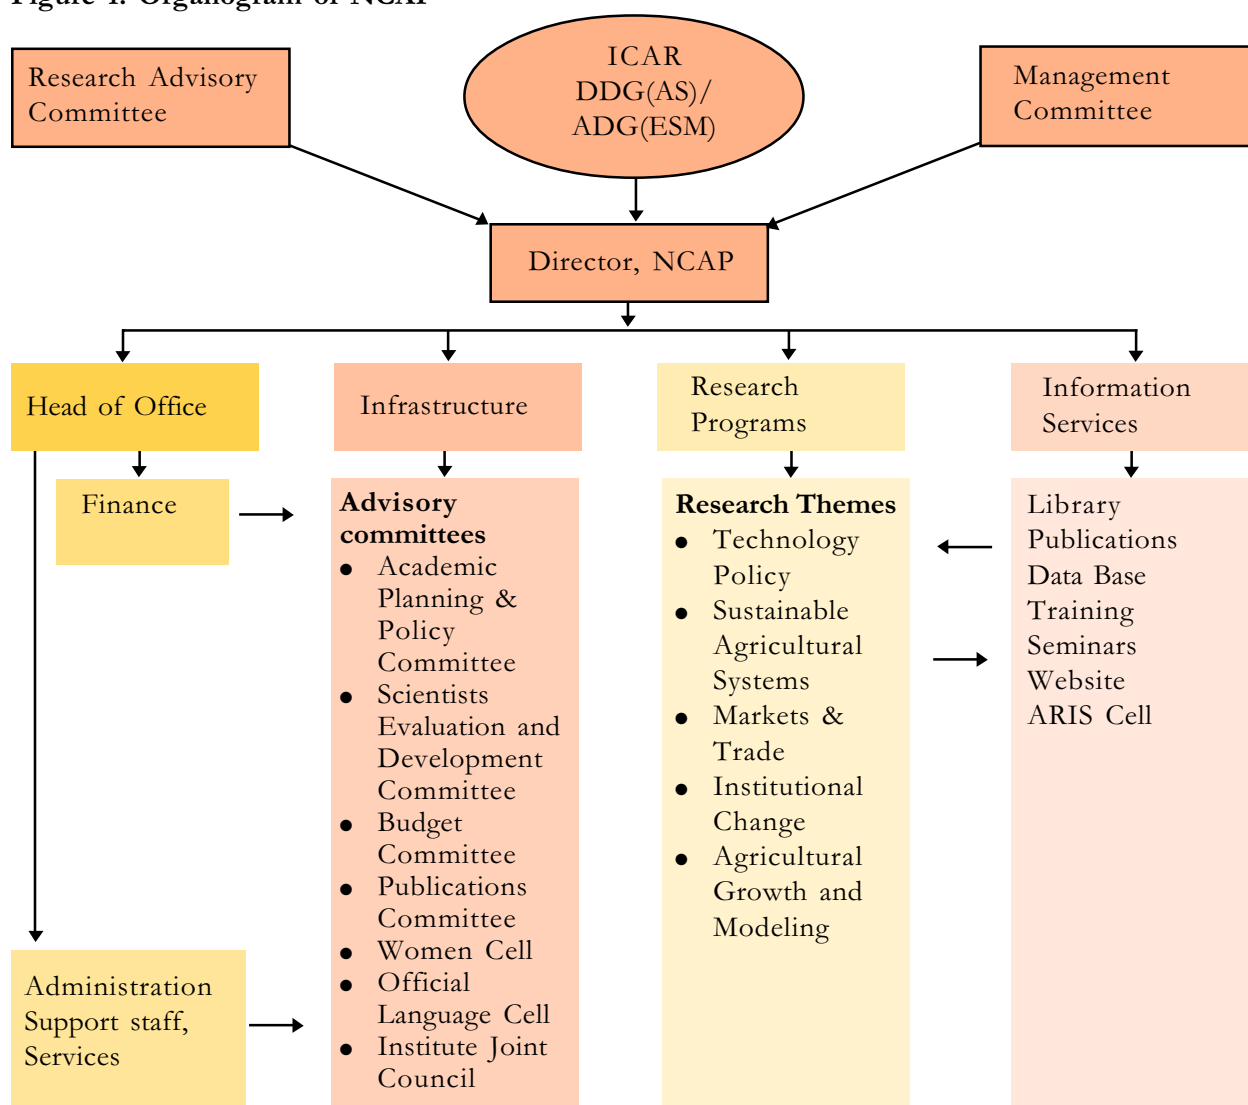 Figure 1. Organogram of NCAP
Research Advisory
Committee
ICAR
DDG(AS)/
ADG(ESM)
Management
Committee
Director, NCAP
Head of Office
Infrastructure
Research
Programs
Information
Services
Finance
Advisory
committees
● Academic
Planning &
Policy
Committee
● Scientists
Evaluation and
Development
Committee
● Budget
Committee
● Publications
Committee
● Women Cell
● Official
Language Cell
● Institute Joint
Council
Research Themes
● Technology
Policy
● Sustainable
Agricultural
Systems
● Markets &
Trade
● Institutional
Change
● Agricultural
Growth and
Modeling
Library
Publications
Data Base
Training
Seminars
Website
ARIS Cell
Administration
Support staff,
Services